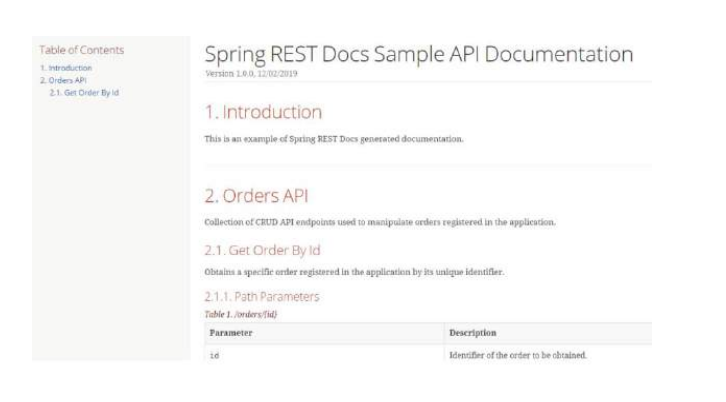 Table of Contents
1. Introduction
2. Orders API
2.1. Get Order By Id
Spring REST Docs Sample API Documentation
Version 1.0.0, 12/02/2019
1. Introduction
This is an example of Spring REST Docs generated documentation.
2. Orders API
Collection of CRUD API endpoints used to manipulate orders registered in the application.
2.1. Get Order By Id
Obtains a specific order registered in the application by its unique identifier.
2.1.1. Path Parameters
Table 1. /orders/{id}
Parameter Description
id Identifier of the order to be obtained.